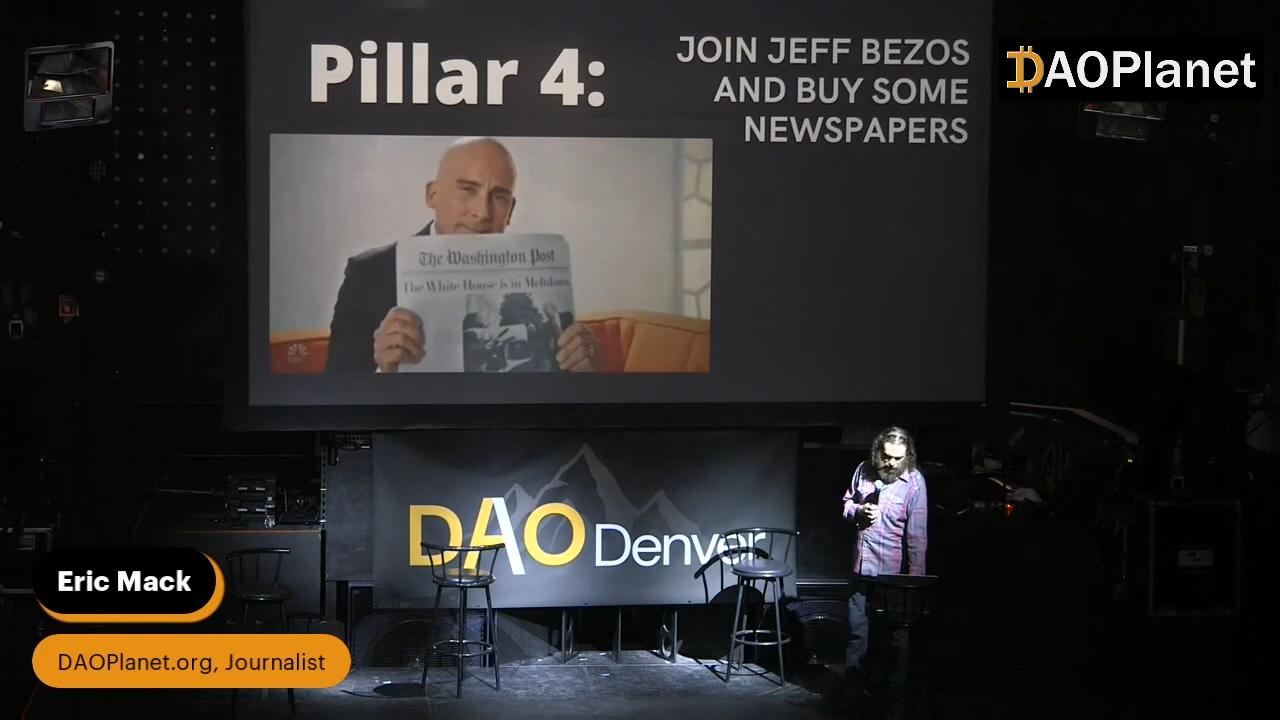 Pillar 4:
JOIN JEFF BEZOS
AND BUY SOME
NEWSPAPERS
DAOPlanet
The Washington Post
The White House is in Meltdown
NBC
DAO Denver
Eric Mack
DAOPlanet.org, Journalist